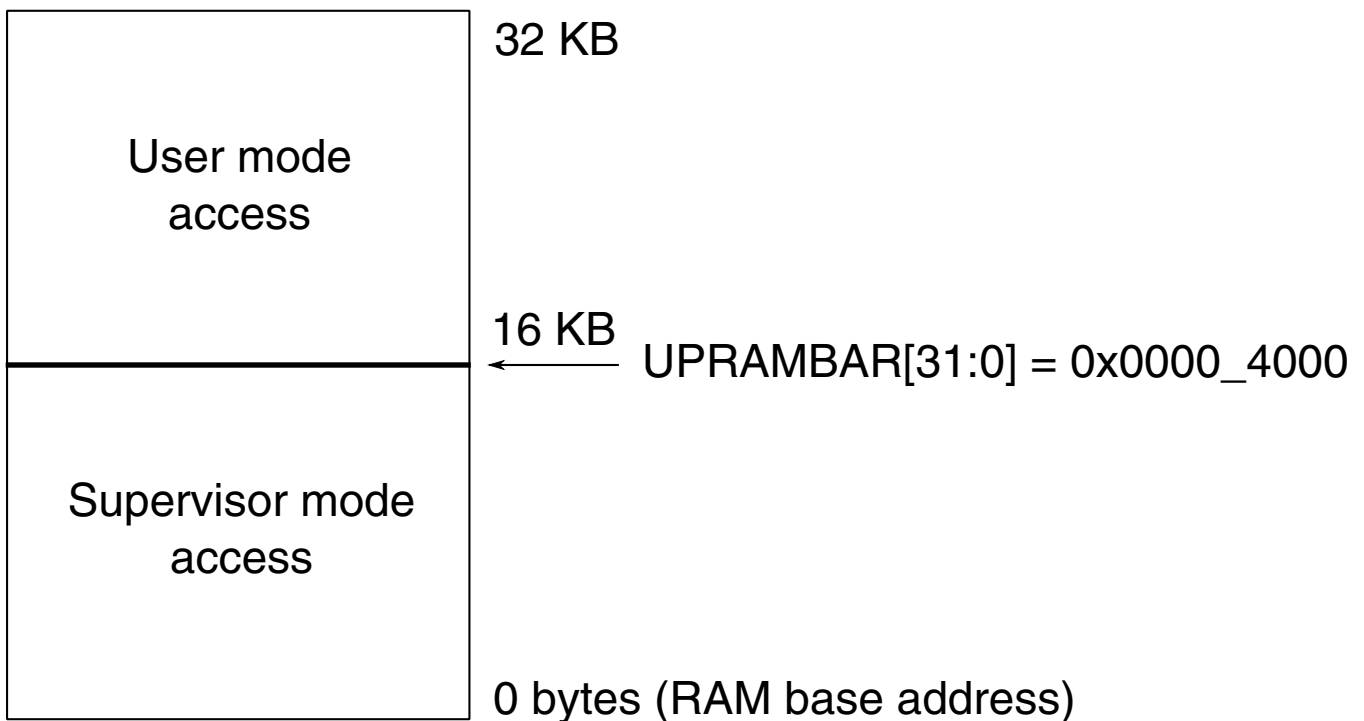 32 KB
User mode
access
16 KB
UPRAMBAR[31:0] = 0x0000_4000
Supervisor mode
access
0 bytes (RAM base address)